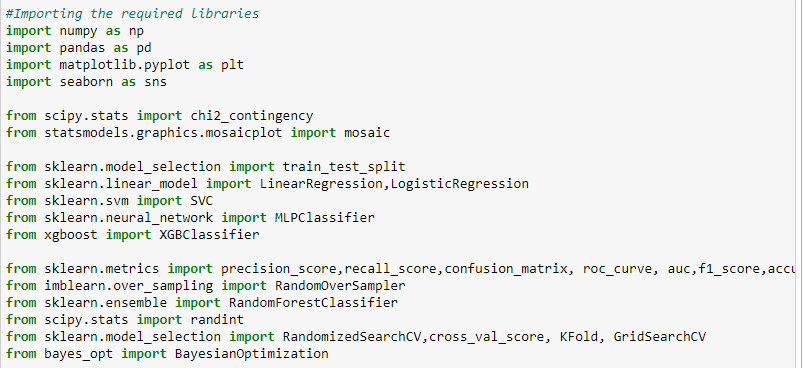 #Importing the required libraries
import numpy as np
import pandas as pd
import matplotlib.pyplot as plt
import seaborn as sns
from scipy.stats import chi2_contingency
from statsmodels.graphics.mosaicplot import mosaic
from sklearn.model_selection import train_test_split
from sklearn.linear_model import LinearRegression,LogisticRegression
from sklearn.svm import SVC
from sklearn.neural_network import MLPClassifier
from xgboost import XGBClassifier
from sklearn.metrics import precision_score,recall_score,confusion_matrix, roc_curve, auc,f1_score,accu
from imblearn.over_sampling import RandomOverSampler
from sklearn.ensemble import RandomForestClassifier
from scipy.stats import randint
from sklearn.model_selection import RandomizedSearchCV,cross_val_score, KFold, GridSearchCV
from bayes_opt import BayesianOptimization